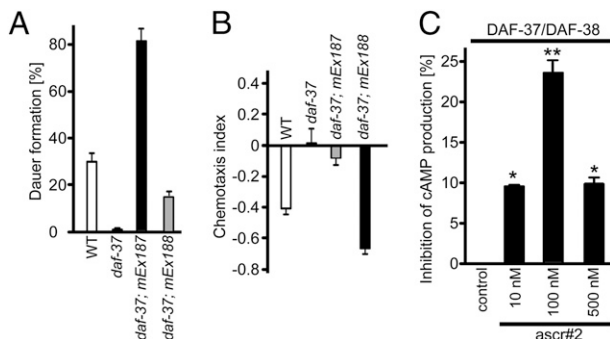 A
Dauer formation [%]
80
60
40
20
0
WT
daf-37
daf-37; mEx187
daf-37; mEx188
B
Chemotaxis index
0.4
0.2
0
-0.2
-0.4
-0.6
-0.8
WT
daf-37
daf-37; mEx187
daf-37; mEx188
C
DAF-37/DAF-38
Inhibition of cAMP production [%]
25
20
15
10
5
0
*
**
*
control
10 nM
100 nM
500 nM
ascr#2